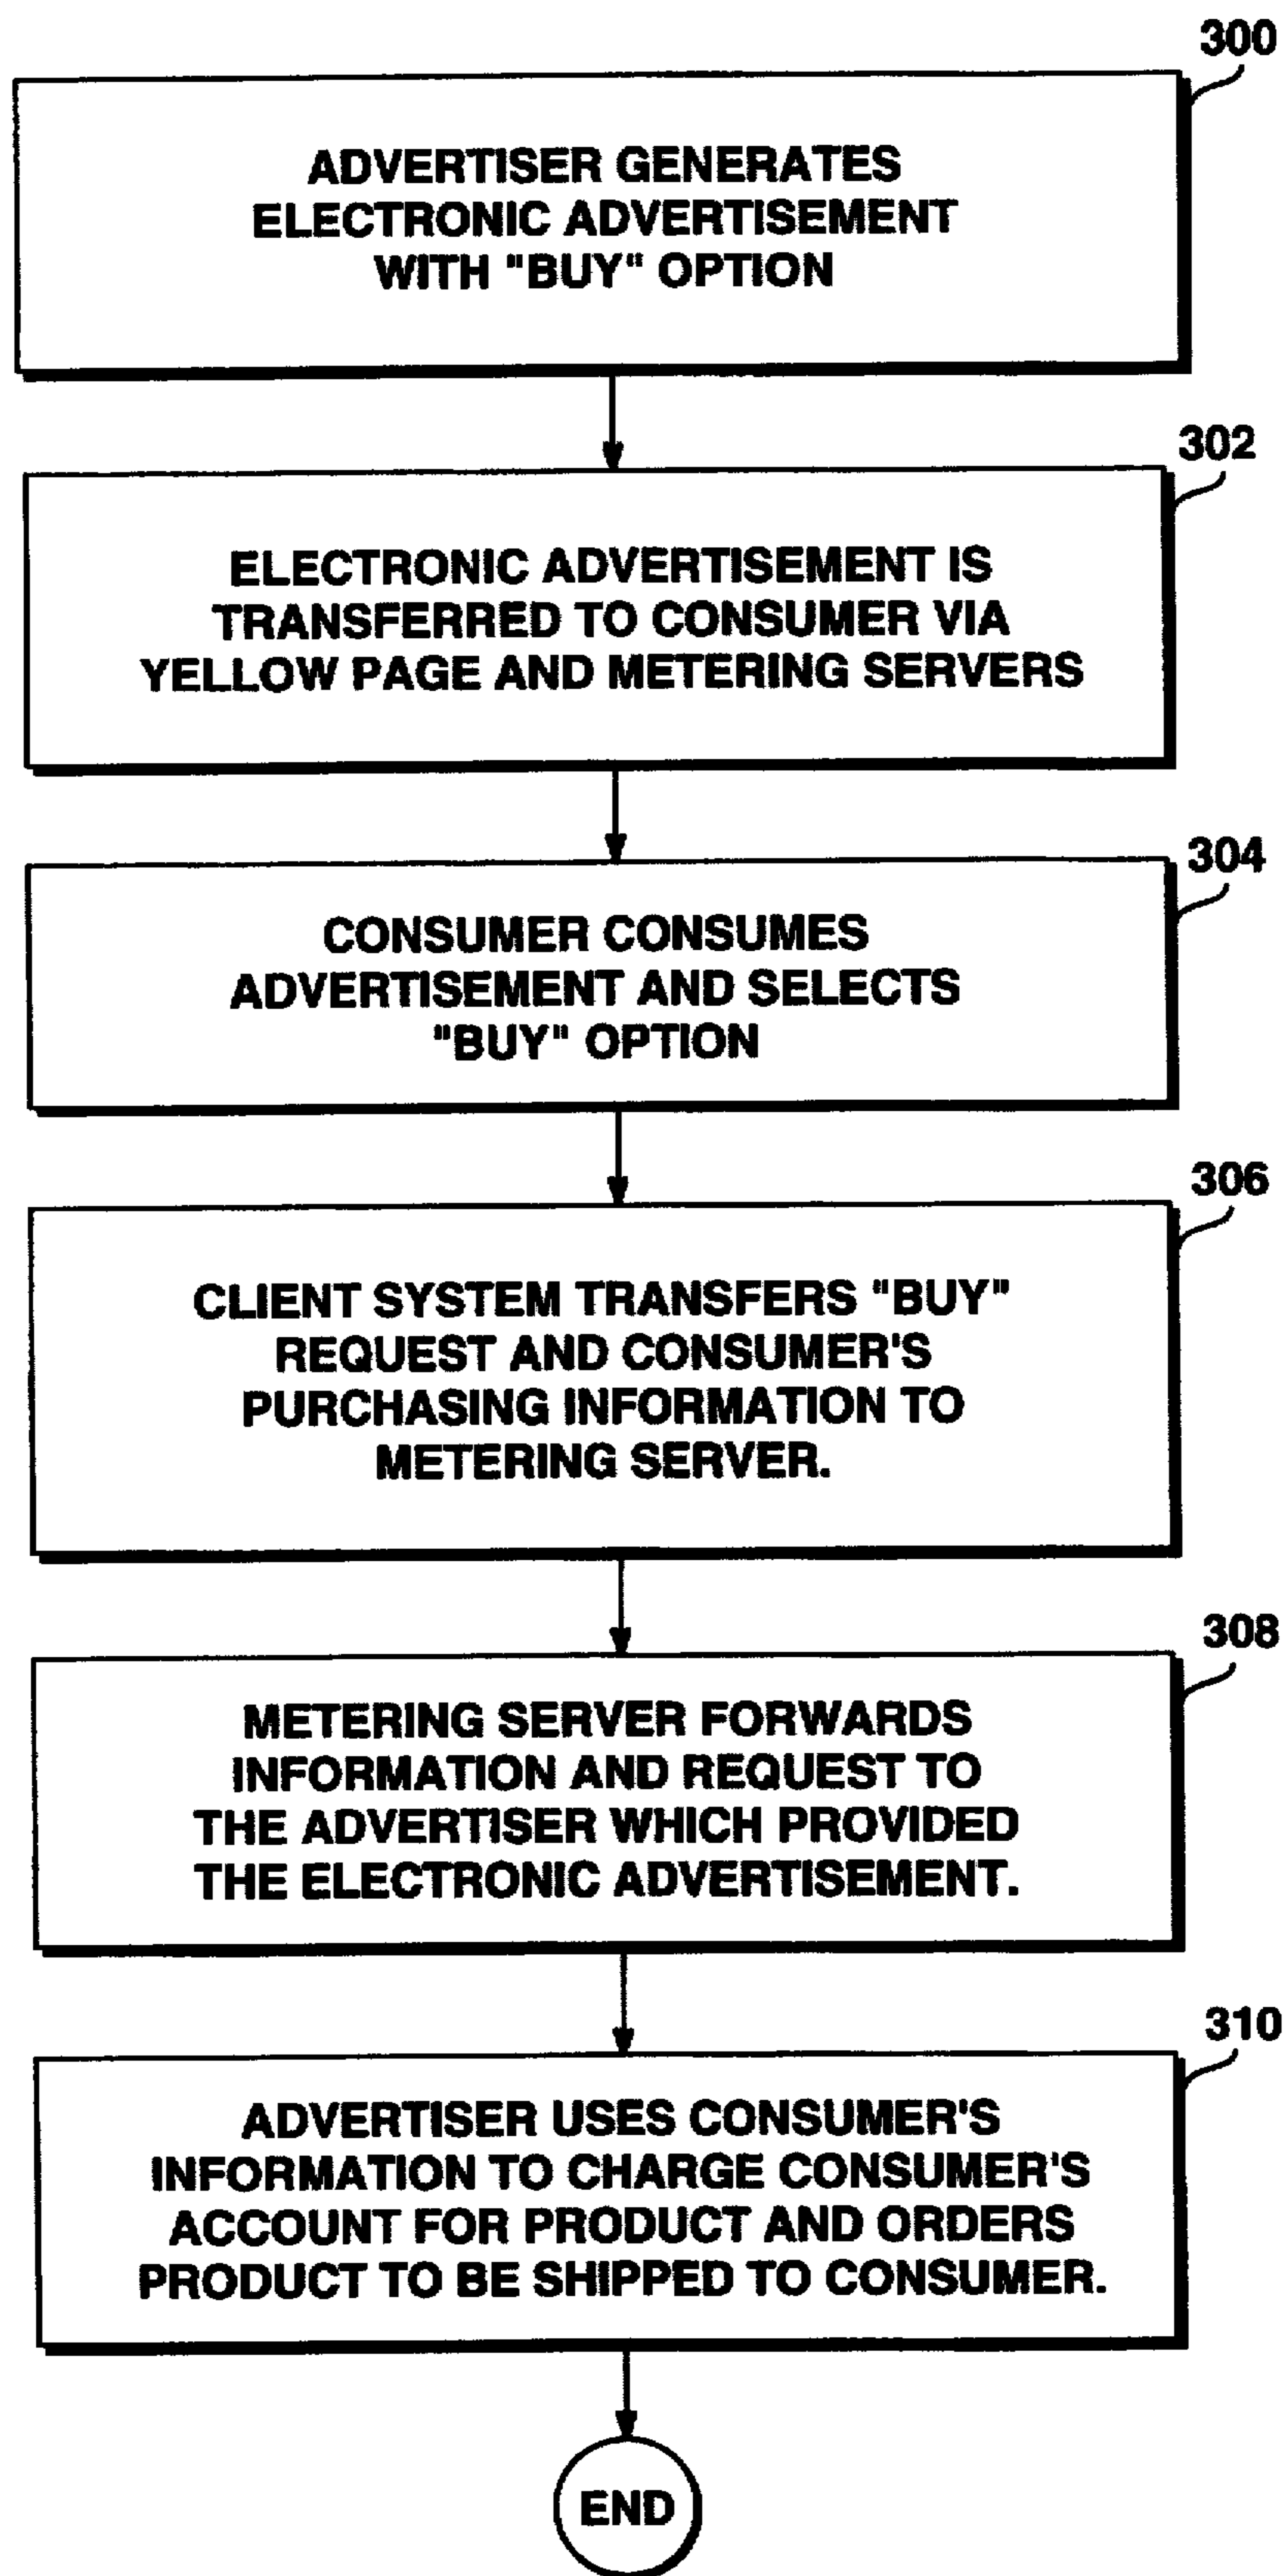 300
ADVERTISER GENERATES
ELECTRONIC ADVERTISEMENT
WITH "BUY" OPTION
302
ELECTRONIC ADVERTISEMENT IS
TRANSFERRED TO CONSUMER VIA
YELLOW PAGE AND METERING SERVERS
304
CONSUMER CONSUMES
ADVERTISEMENT AND SELECTS
"BUY" OPTION
306
CLIENT SYSTEM TRANSFERS "BUY"
REQUEST AND CONSUMER'S
PURCHASING INFORMATION TO
METERING SERVER.
308
METERING SERVER FORWARDS
INFORMATION AND REQUEST TO
THE ADVERTISER WHICH PROVIDED
THE ELECTRONIC ADVERTISEMENT.
310
ADVERTISER USES CONSUMER'S
INFORMATION TO CHARGE CONSUMER'S
ACCOUNT FOR PRODUCT AND ORDERS
PRODUCT TO BE SHIPPED TO CONSUMER.
END